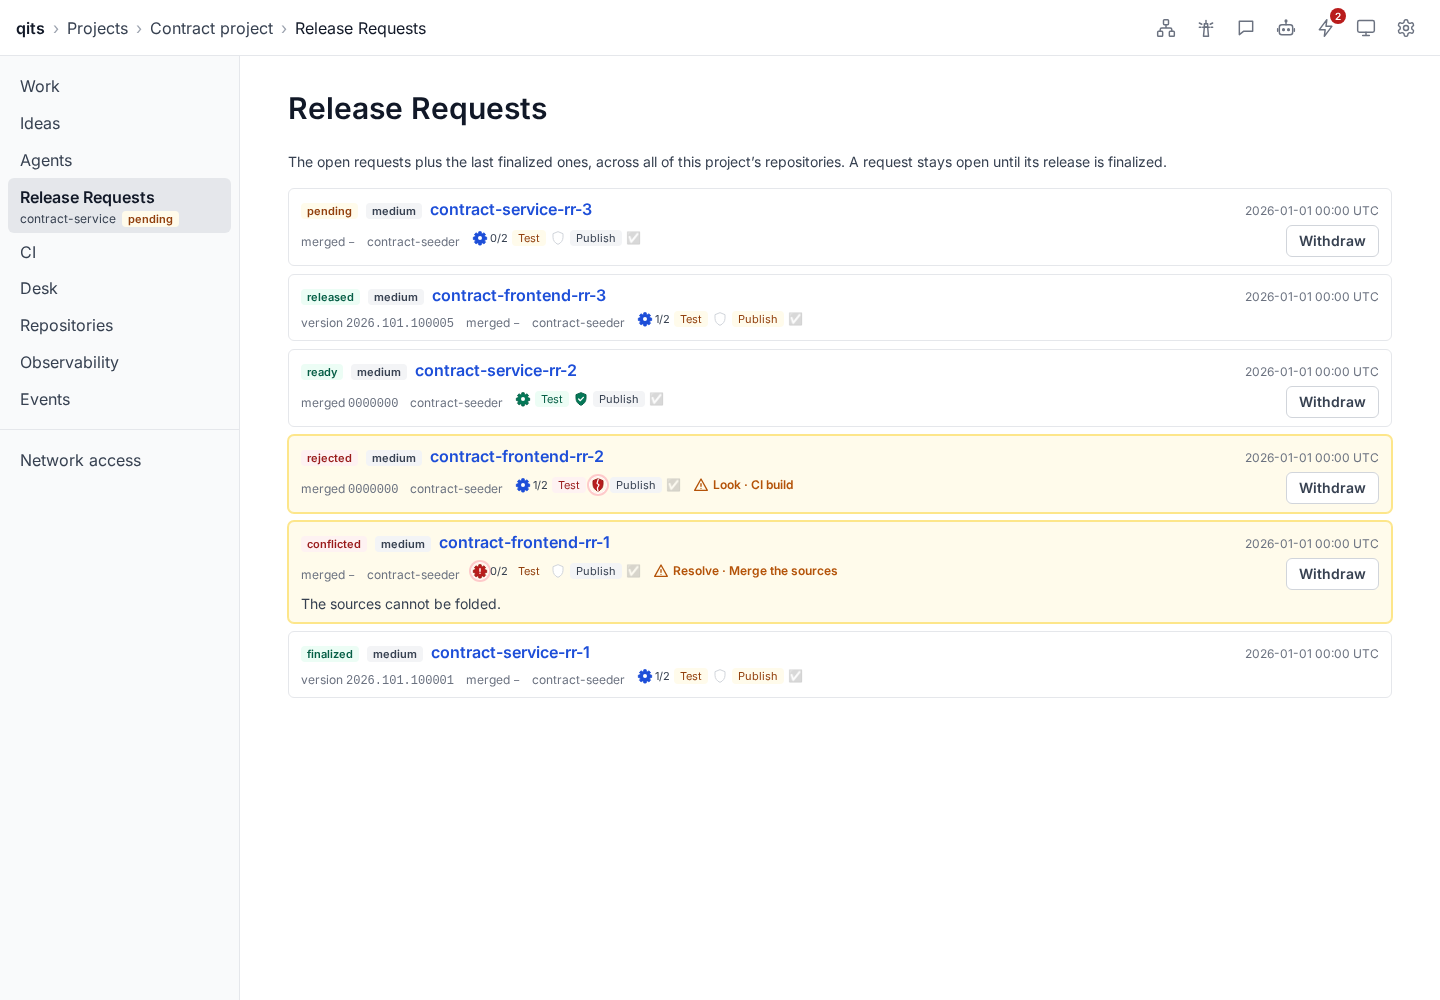 qits › Projects › Contract project › Release Requests
2
Work
Ideas
Agents
Release Requests
contract-service pending
CI
Desk
Repositories
Observability
Events
Network access
Release Requests
The open requests plus the last finalized ones, across all of this project’s repositories. A request stays open until its release is finalized.
pending medium contract-service-rr-3 2026-01-01 00:00 UTC
merged – contract-seeder 0/2 Test Publish Withdraw
released medium contract-frontend-rr-3 2026-01-01 00:00 UTC
version 2026.101.100005 merged – contract-seeder 1/2 Test Publish
ready medium contract-service-rr-2 2026-01-01 00:00 UTC
merged 0000000 contract-seeder Test Publish Withdraw
rejected medium contract-frontend-rr-2 2026-01-01 00:00 UTC
merged 0000000 contract-seeder 1/2 Test Publish Look · CI build Withdraw
conflicted medium contract-frontend-rr-1 2026-01-01 00:00 UTC
merged – contract-seeder 0/2 Test Publish Resolve · Merge the sources Withdraw
The sources cannot be folded.
finalized medium contract-service-rr-1 2026-01-01 00:00 UTC
version 2026.101.100001 merged – contract-seeder 1/2 Test Publish